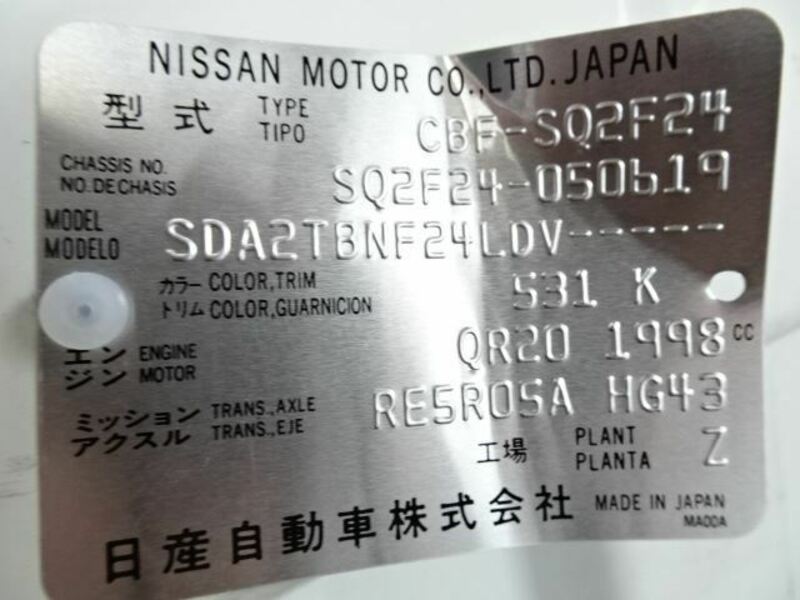 NISSAN MOTOR CO.,LTD. JAPAN
型式 TYPE TIPO CBF-SQ2F24
CHASSIS NO. NO. DE CHASIS SQ2F24-050619
MODEL MODELO SDA2TBNF24LDV-----
カラー COLOR,TRIM トリム COLOR,GUARNICION 531 K
エンジン ENGINE MOTOR QR20 1998 CC
ミッション アクスル TRANS.,AXLE TRANS.,EJE RE5R05A HG43
工場 PLANT PLANTA Z
日産自動車株式会社 MADE IN JAPAN
MA0DA